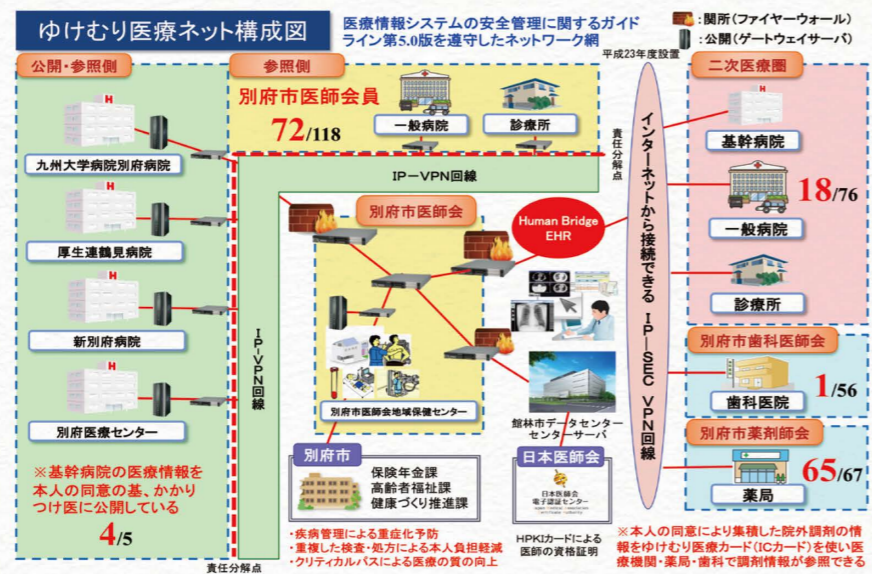 ゆけむり医療ネット構成図
医療情報システムの安全管理に関するガイド
ライン第5.0版を遵守したネットワーク網
:関所(ファイヤーウォール)
:公開(ゲートウェイサーバ)
平成23年度設置
公開・参照側
H
九州大学病院別府病院
H
厚生連鶴見病院
H
新別府病院
H
別府医療センター
※基幹病院の医療情報を
本人の同意の基、かかり
つけ医に公開している
4/5
参照側
別府市医師会員
72/118
一般病院
診療所
責任分解点
IP-VPN回線
IP-VPN回線
責任分解点
別府市医師会
別府市医師会地域保健センター
Human Bridge
EHR
館林市データセンター
センターサーバ
別府市
保険年金課
高齢者福祉課
健康づくり推進課
・疾病管理による重症化予防
・重複した検査・処方による本人負担軽減
・クリティカルパスによる医療の質の向上
日本医師会
日本医師会
電子認証センター
HPKIカードによる
医師の資格証明
インターネットから接続できる IP-SEC VPN回線
二次医療圏
H
基幹病院
18/76
一般病院
診療所
別府市歯科医師会
1/56
歯科医院
別府市薬剤師会
65/67
薬局
※本人の同意により集積した院外調剤の情
報をゆけむり医療カード(ICカード)を使い医
療機関・薬局・歯科で調剤情報が参照できる